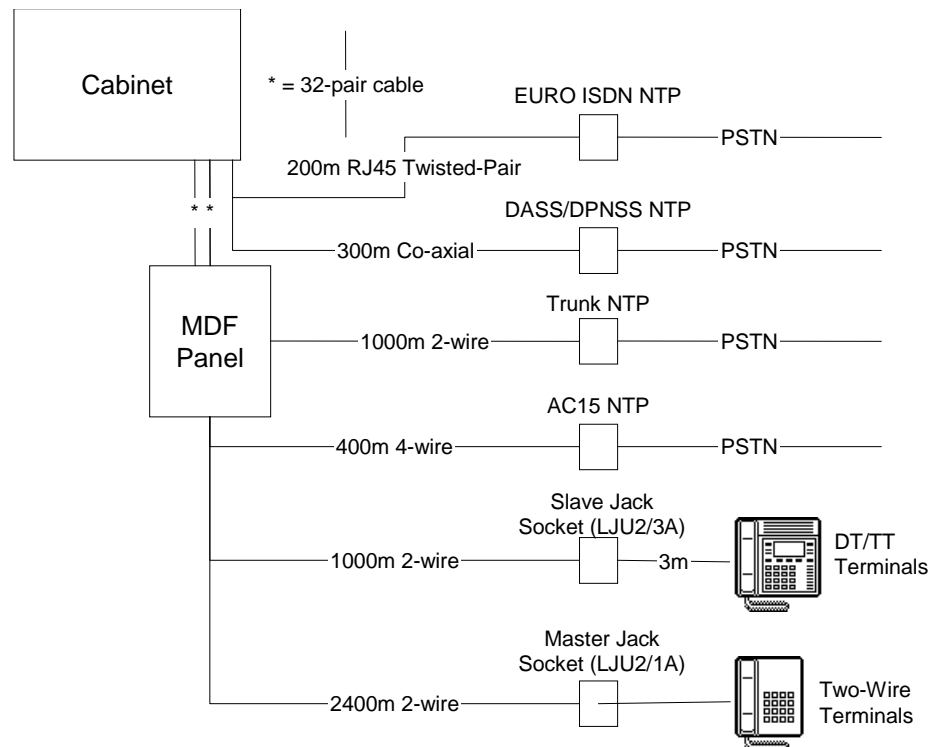 Cabinet
* = 32-pair cable
EURO ISDN NTP
PSTN
200m RJ45 Twisted-Pair
* *
DASS/DPNSS NTP
300m Co-axial
PSTN
MDF
Panel
Trunk NTP
1000m 2-wire
PSTN
AC15 NTP
400m 4-wire
PSTN
Slave Jack
Socket (LJU2/3A)
1000m 2-wire
3m
DT/TT
Terminals
Master Jack
Socket (LJU2/1A)
2400m 2-wire
Two-Wire
Terminals